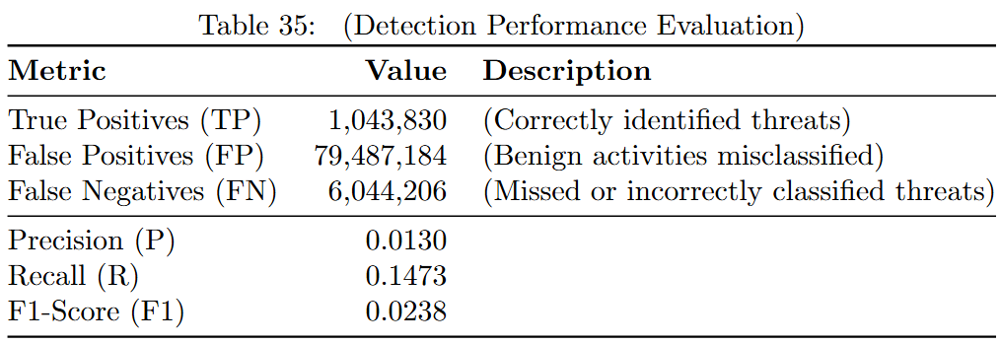 Table 35: (Detection Performance Evaluation)
Metric Value Description
True Positives (TP) 1,043,830 (Correctly identified threats)
False Positives (FP) 79,487,184 (Benign activities misclassified)
False Negatives (FN) 6,044,206 (Missed or incorrectly classified threats)
Precision (P) 0.0130
Recall (R) 0.1473
F1-Score (F1) 0.0238